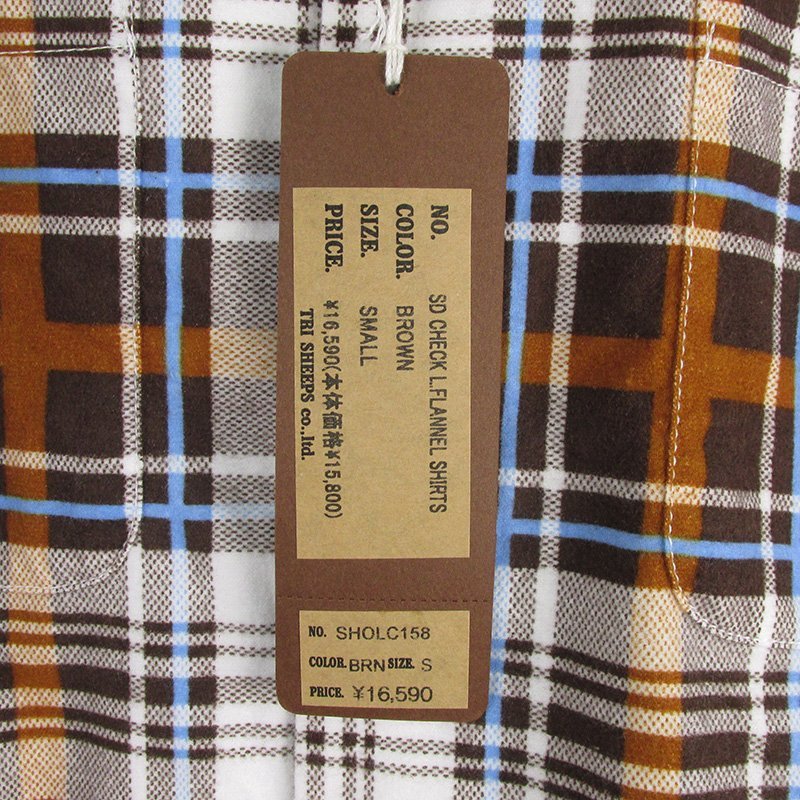 NO. SD CHECK L.FLANNEL SHIRTS
COLOR. BROWN
SIZE. SMALL
PRICE. ¥16,590(本体価格¥15,800)
TRI SHEEPS co.,ltd.
NO. SHOLC158
COLOR. BRN SIZE. S
PRICE. ¥16,590